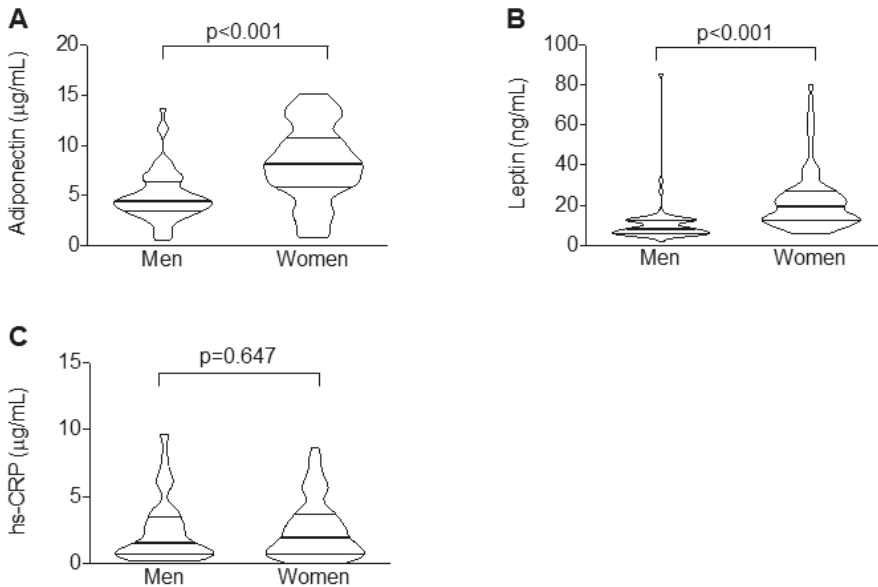 A
Adiponectin (µg/mL)
20
15
10
5
0
p<0.001
Men
Women
B
Leptin (ng/mL)
100
80
60
40
20
0
p<0.001
Men
Women
C
hs-CRP (µg/mL)
15
10
5
0
p=0.647
Men
Women